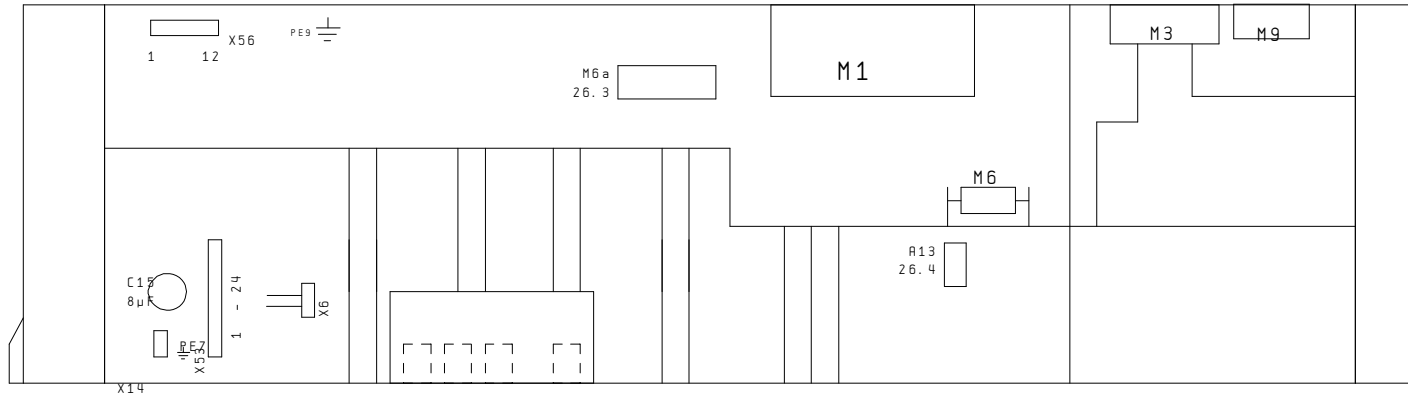 X56
1 12
PE9
M6a
26.3
M1
M3
M9
M6
A13
26.4
C15
8µF
1 - 24
X6
PE7
X53
X14